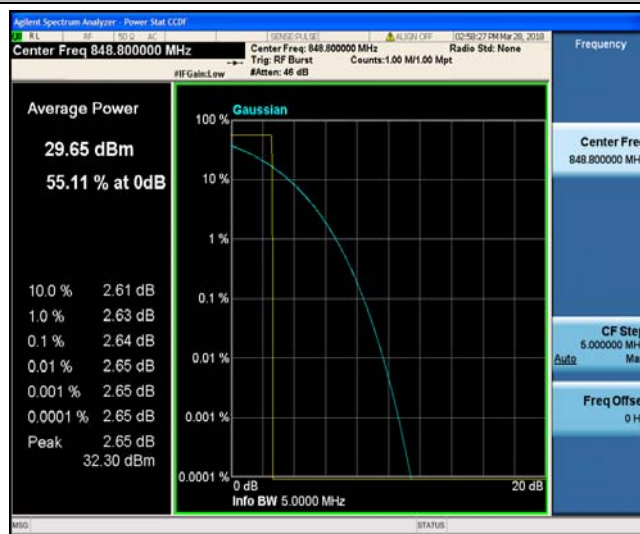 Agilent Spectrum Analyzer - Power Stat CCDF
RL RF 50 Ω AC SENSE:PULSE ALIGN OFF 02:58:27 PM Mar 28, 2018
Center Freq 848.800000 MHz
Center Freq: 848.800000 MHz Radio Std: None
Trig: RF Burst Counts:1.00 M/1.00 Mpt
#IFGain:Low #Atten: 46 dB
Frequency
Average Power
29.65 dBm
55.11 % at 0dB
10.0 % 2.61 dB
1.0 % 2.63 dB
0.1 % 2.64 dB
0.01 % 2.65 dB
0.001 % 2.65 dB
0.0001 % 2.65 dB
Peak 2.65 dB
32.30 dBm
Gaussian
100 %
10 %
1 %
0.1 %
0.01 %
0.001 %
0.0001 %
0 dB 20 dB
Info BW 5.0000 MHz
Center Fre
848.800000 MH
CF Ste
5.000000 MH
Auto Ma
Freq Offse
0 H
MSG STATUS